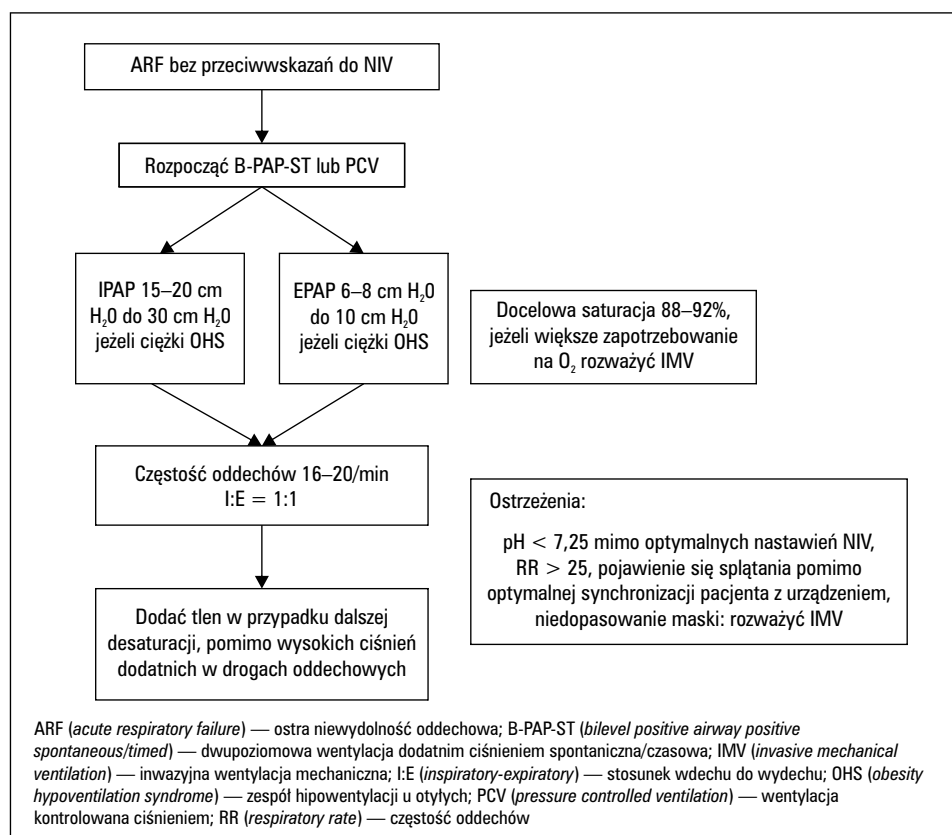 ARF bez przeciwwskazań do NIV
Rozpocząć B-PAP-ST lub PCV
IPAP 15–20 cm
H₂0 do 30 cm H₂0
jeżeli ciężki OHS
EPAP 6–8 cm H₂0
do 10 cm H₂0
jeżeli ciężki OHS
Docelowa saturacja 88–92%,
jeżeli większe zapotrzebowanie
na O₂ rozważyć IMV
Częstość oddechów 16–20/min
I:E = 1:1
Ostrzeżenia:
pH < 7,25 mimo optymalnych nastawień NIV,
RR > 25, pojawienie się splątania pomimo
optymalnej synchronizacji pacjenta z urządzeniem,
niedopasowanie maski: rozważyć IMV
Dodać tlen w przypadku dalszej
desaturacji, pomimo wysokich ciśnień
dodatnich w drogach oddechowych
ARF (acute respiratory failure) — ostra niewydolność oddechowa; B-PAP-ST (bilevel positive airway positive
spontaneous/timed) — dwupoziomowa wentylacja dodatnim ciśnieniem spontaniczna/czasowa; IMV (invasive mechanical
ventilation) — inwazyjna wentylacja mechaniczna; I:E (inspiratory-expiratory) — stosunek wdechu do wydechu; OHS (obesity
hypoventilation syndrome) — zespół hipowentylacji u otyłych; PCV (pressure controlled ventilation) — wentylacja
kontrolowana ciśnieniem; RR (respiratory rate) — częstość oddechów